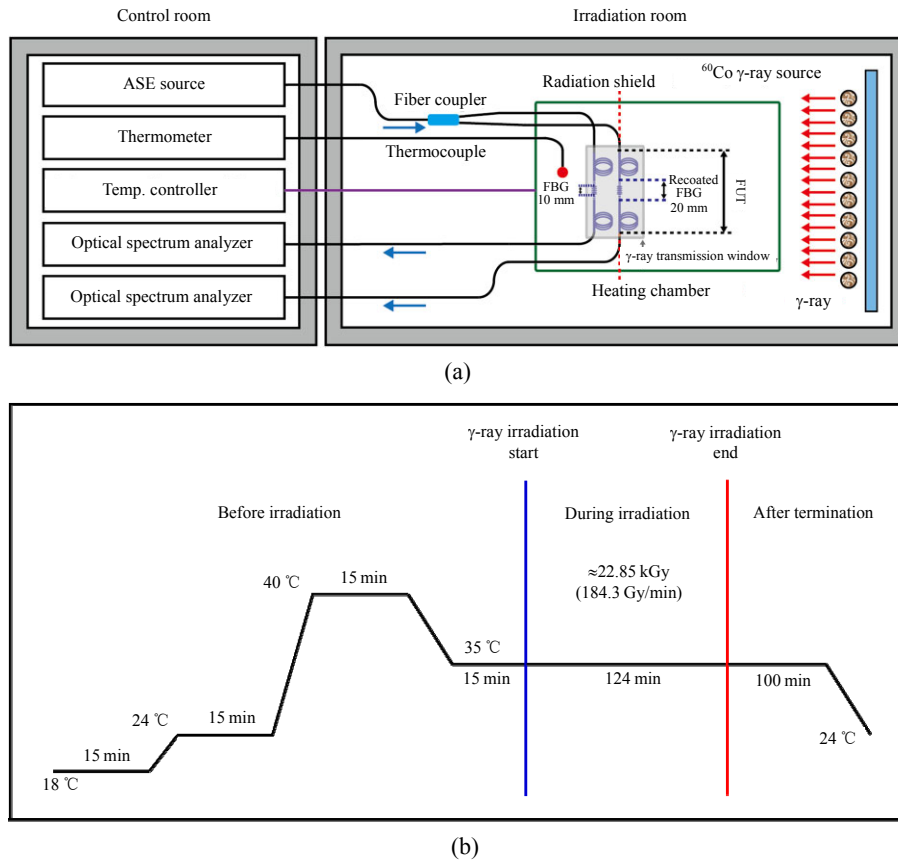 Control room
Irradiation room
ASE source
Thermometer
Temp. controller
Optical spectrum analyzer
Optical spectrum analyzer
Fiber coupler
Thermocouple
Radiation shield
⁶⁰Co γ-ray source
FBG
10 mm
Recoated
FBG
20 mm
FUT
γ-ray transmission window
Heating chamber
γ-ray
(a)
γ-ray irradiation
start
γ-ray irradiation
end
Before irradiation
During irradiation
After termination
≈22.85 kGy
(184.3 Gy/min)
40 ℃
15 min
35 ℃
15 min
124 min
100 min
24 ℃
15 min
24 ℃
15 min
18 ℃
(b)